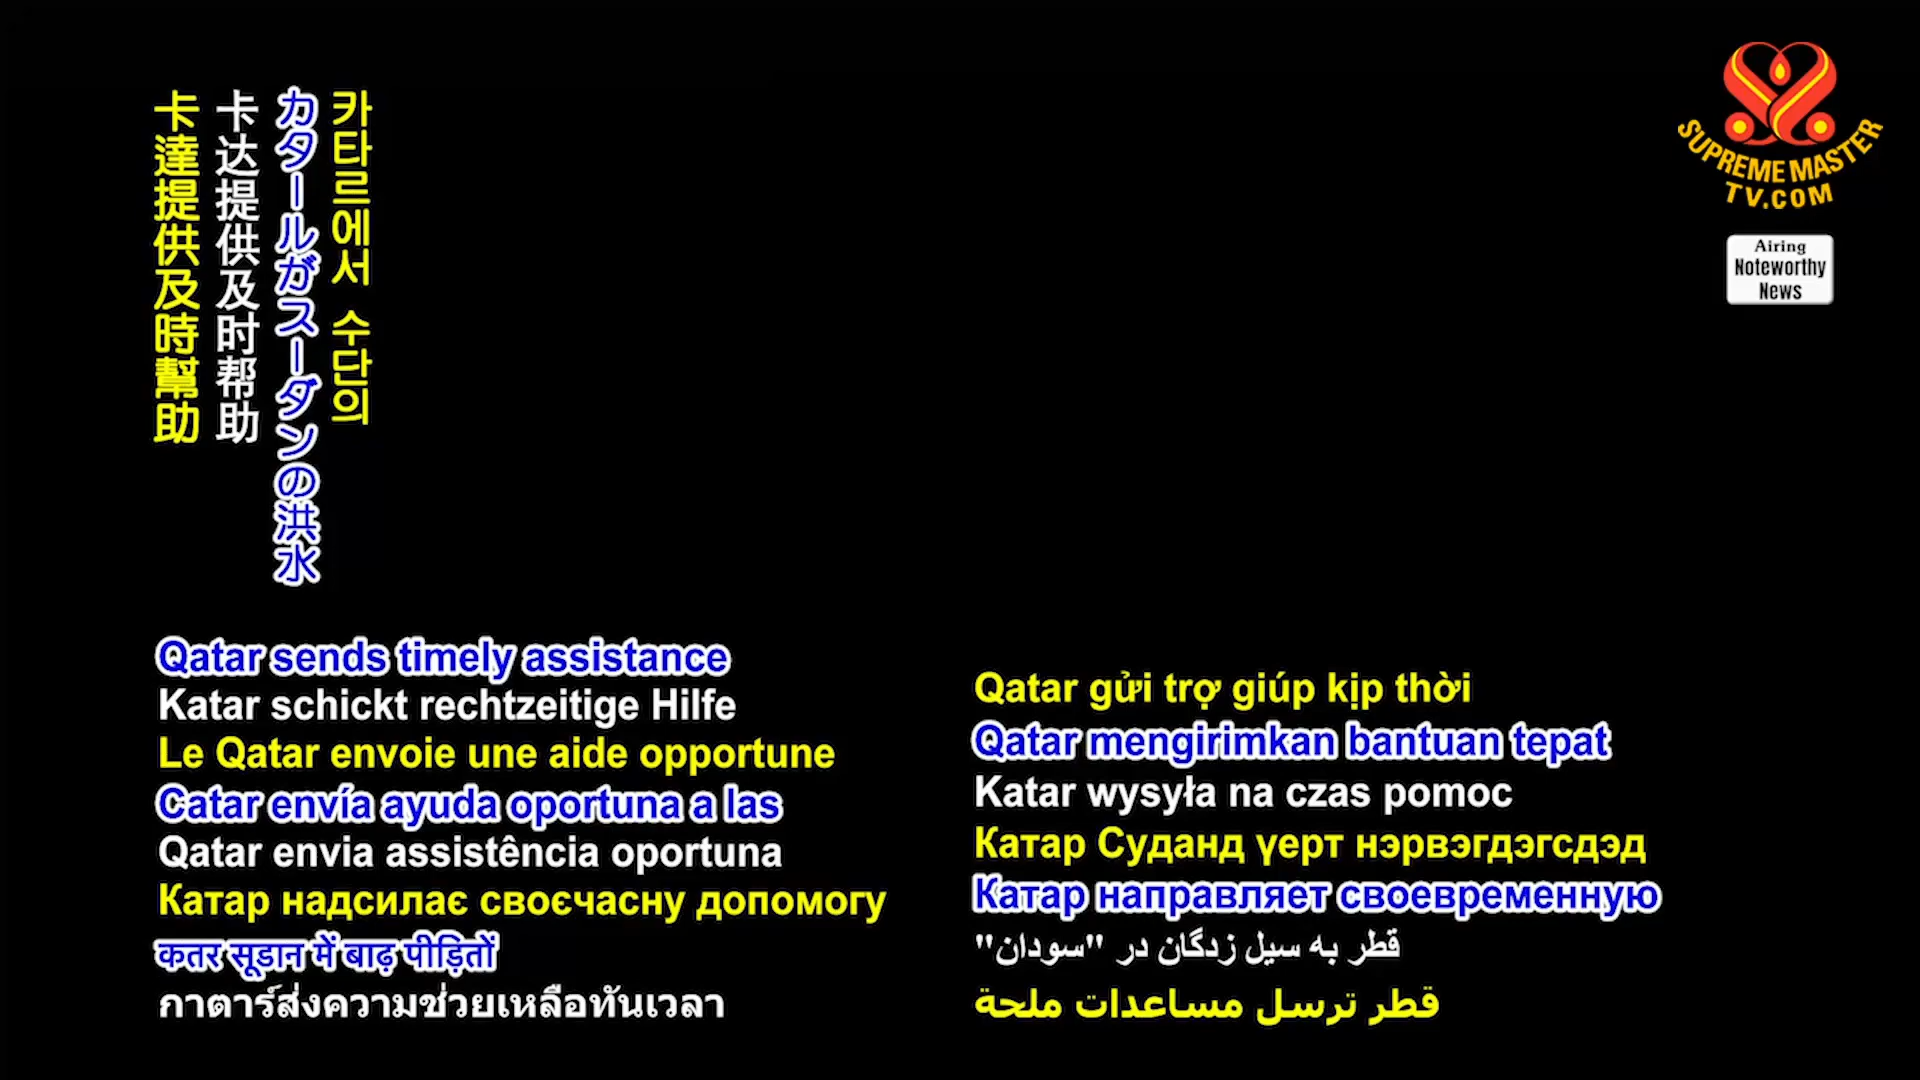 卡達提供及時幫助
卡达提供及时帮助
カタールがスーダンの洪水
카타르에서 수단의
SUPREME MASTER
TV.COM
Airing
Noteworthy
News
Qatar sends timely assistance
Katar schickt rechtzeitige Hilfe
Le Qatar envoie une aide opportune
Catar envía ayuda oportuna a las
Qatar envia assistência oportuna
Катар надсилає своєчасну допомогу
कतर सूडान में बाढ़ पीड़ितों
กาตาร์ส่งความช่วยเหลือทันเวลา
Qatar gửi trợ giúp kịp thời
Qatar mengirimkan bantuan tepat
Katar wysyła na czas pomoc
Катар Суданд үерт нэрвэгдэгсдэд
Катар направляет своевременную
قطر به سیل زدگان در "سودان"
قطر ترسل مساعدات ملحة